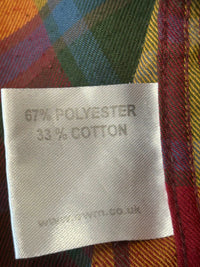 67% POLYESTER
33 % COTTON